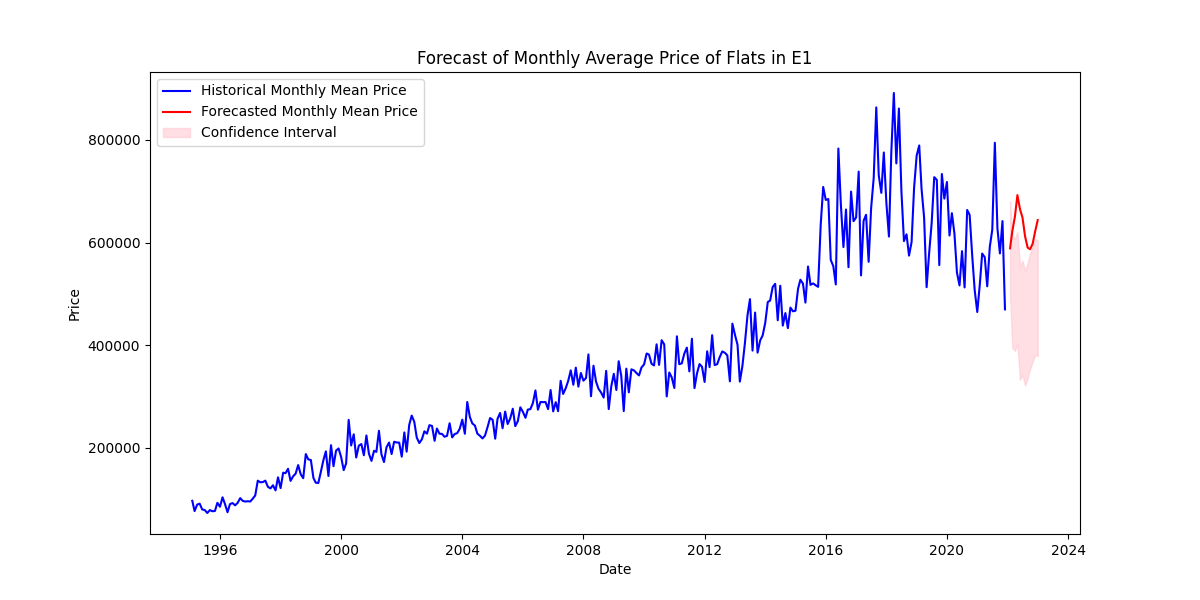 Forecast of Monthly Average Price of Flats in E1
Historical Monthly Mean Price
Forecasted Monthly Mean Price
Confidence Interval
800000
600000
400000
200000
Price
1996 2000 2004 2008 2012 2016 2020 2024
Date